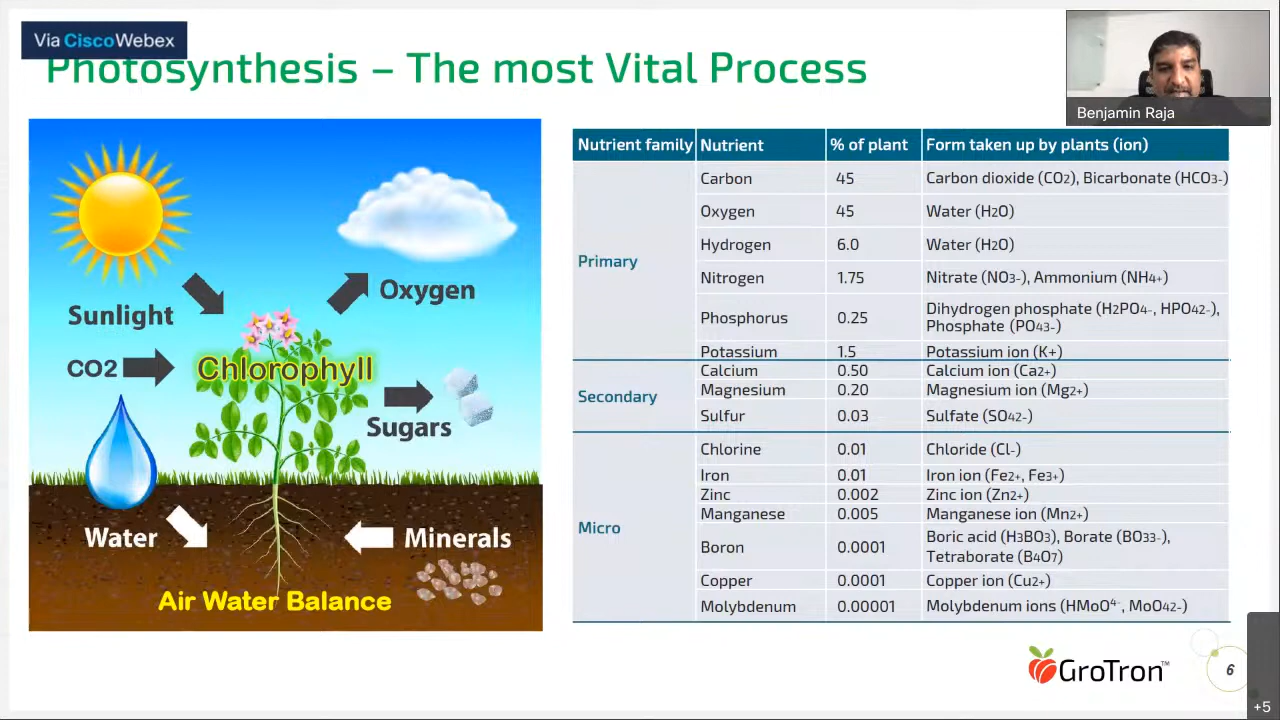 Via Cisco Webex
Photosynthesis – The most Vital Process
Benjamin Raja
Sunlight
Oxygen
CO2
Chlorophyll
Sugars
Water
Minerals
Air Water Balance
Nutrient family Nutrient % of plant Form taken up by plants (ion)
Primary
Carbon 45 Carbon dioxide (CO2), Bicarbonate (HCO3-)
Oxygen 45 Water (H2O)
Hydrogen 6.0 Water (H2O)
Nitrogen 1.75 Nitrate (NO3-), Ammonium (NH4+)
Phosphorus 0.25 Dihydrogen phosphate (H2PO4-, HPO42-),
Phosphate (PO43-)
Potassium 1.5 Potassium ion (K+)
Secondary
Calcium 0.50 Calcium ion (Ca2+)
Magnesium 0.20 Magnesium ion (Mg2+)
Sulfur 0.03 Sulfate (SO42-)
Micro
Chlorine 0.01 Chloride (Cl-)
Iron 0.01 Iron ion (Fe2+, Fe3+)
Zinc 0.002 Zinc ion (Zn2+)
Manganese 0.005 Manganese ion (Mn2+)
Boron 0.0001 Boric acid (H3BO3), Borate (BO33-),
Tetraborate (B4O7)
Copper 0.0001 Copper ion (Cu2+)
Molybdenum 0.00001 Molybdenum ions (HMoO⁴⁻, MoO42-)
GroTron™
6
+5